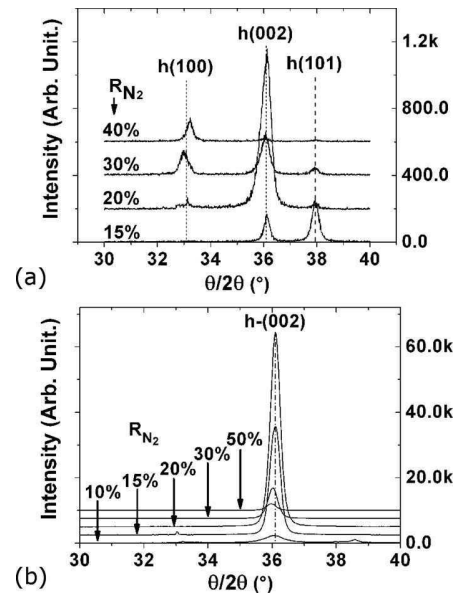 h(002)
h(100)
h(101)
R_N2
40%
30%
20%
15%
1.2k
800.0
400.0
0.0
Intensity (Arb. Unit.)
30 32 34 36 38 40
θ/2θ (°)
(a)
h-(002)
R_N2
50%
30%
20%
15%
10%
60.0k
40.0k
20.0k
0.0
Intensity (Arb. Unit.)
30 32 34 36 38 40
θ/2θ (°)
(b)